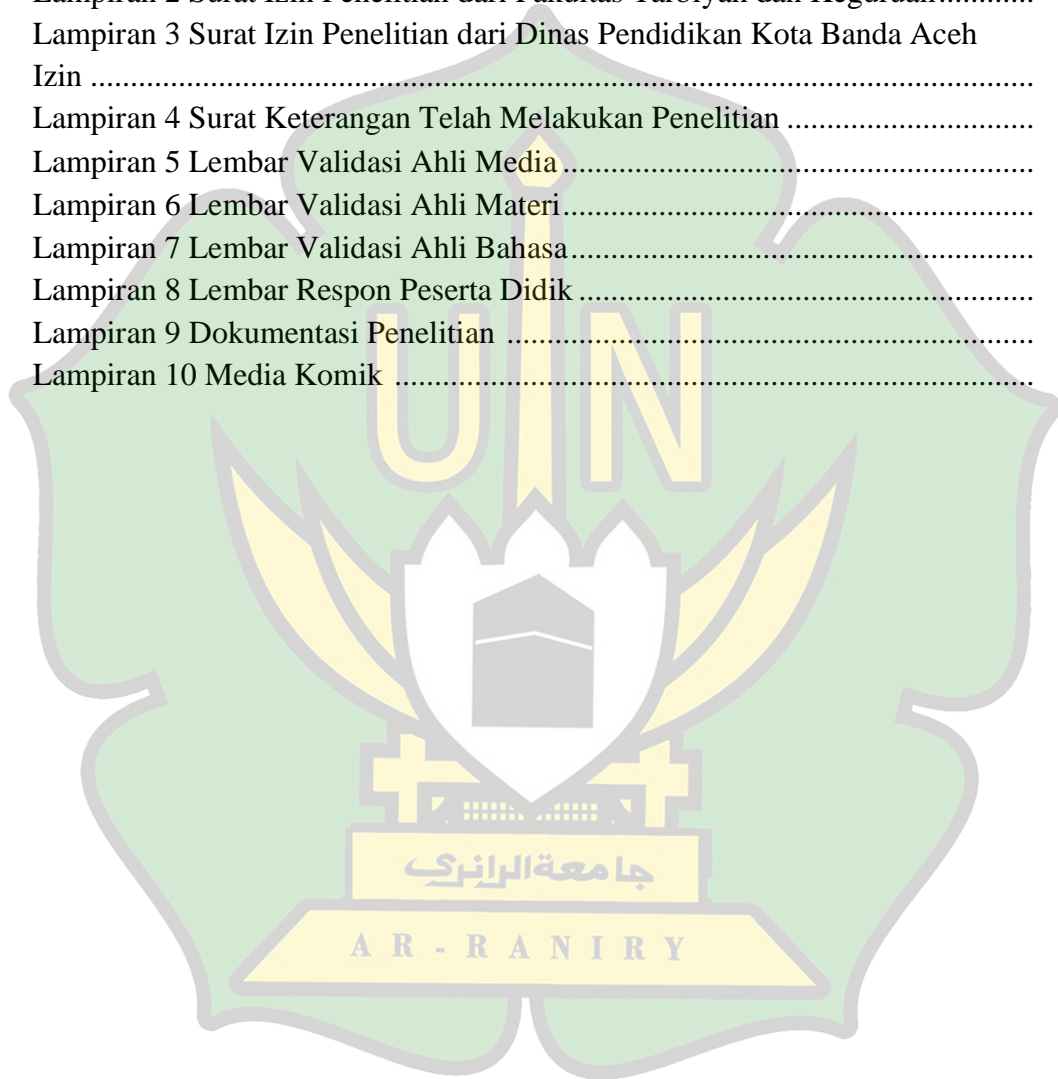 Lampiran 3 Surat Izin Penelitian dari Dinas Pendidikan Kota Banda Aceh
Izin ................................................................................................................
Lampiran 4 Surat Keterangan Telah Melakukan Penelitian ..............................
Lampiran 5 Lembar Validasi Ahli Media .........................................................
Lampiran 6 Lembar Validasi Ahli Materi.........................................................
Lampiran 7 Lembar Validasi Ahli Bahasa........................................................
Lampiran 8 Lembar Respon Peserta Didik .......................................................
Lampiran 9 Dokumentasi Penelitian ................................................................
Lampiran 10 Media Komik ..............................................................................
UIN
جامعةالرانري
AR-RANIRY